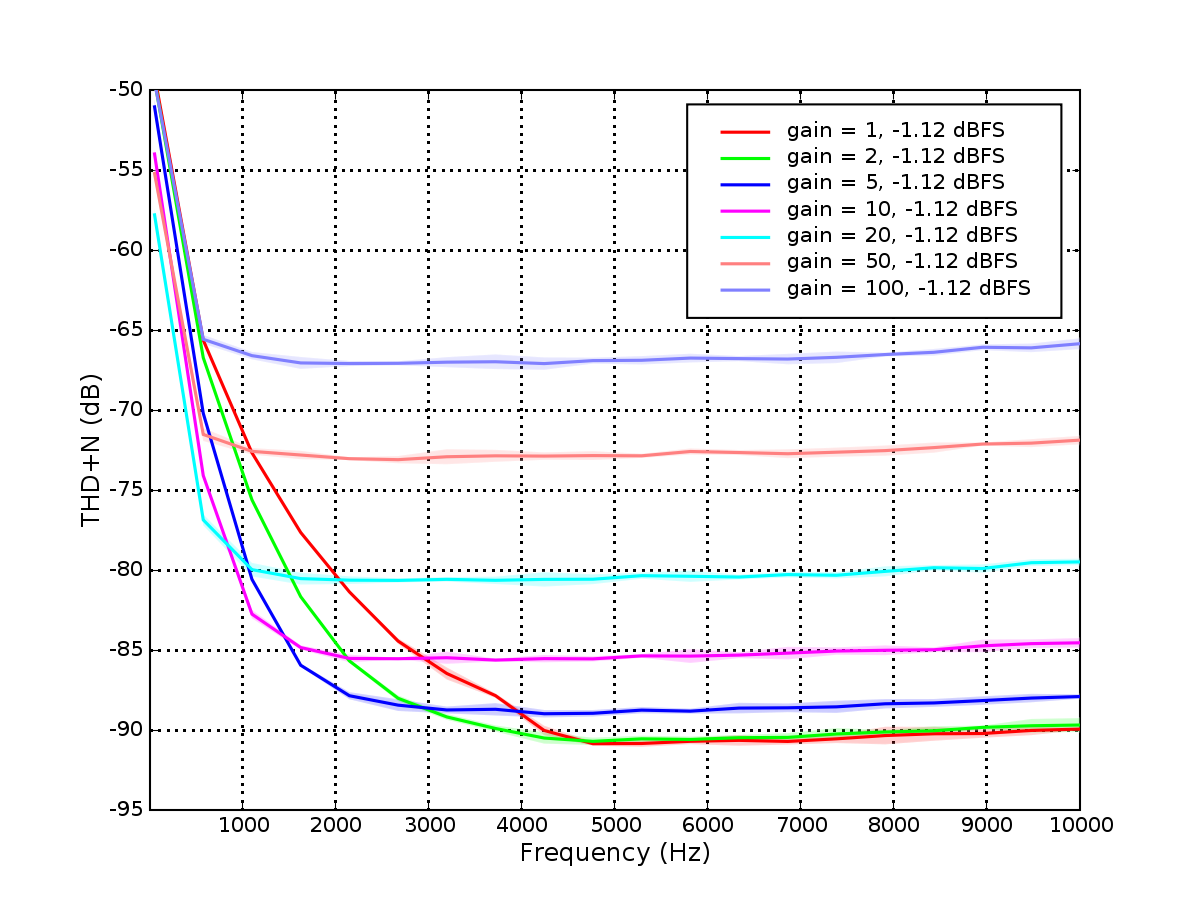 -50
-55
-60
-65
-70
-75
-80
-85
-90
-95
THD+N (dB)
gain = 1, -1.12 dBFS
gain = 2, -1.12 dBFS
gain = 5, -1.12 dBFS
gain = 10, -1.12 dBFS
gain = 20, -1.12 dBFS
gain = 50, -1.12 dBFS
gain = 100, -1.12 dBFS
1000 2000 3000 4000 5000 6000 7000 8000 9000 10000
Frequency (Hz)